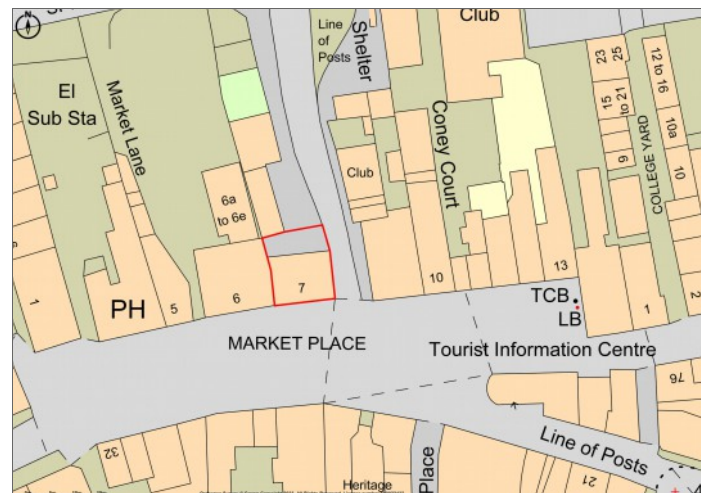 N
Line
of
Posts
Shelter
Club
El
Sub Sta
Market Lane
Coney Court
23
25
15
to 21
9
12 to 16
10a
10
COLLEGE YARD
6a
to 6e
Club
1
PH
5
6
7
10
13
TCB
LB
1
2
MARKET PLACE
Tourist Information Centre
76
32
Heritage
Place
Line of Posts
21